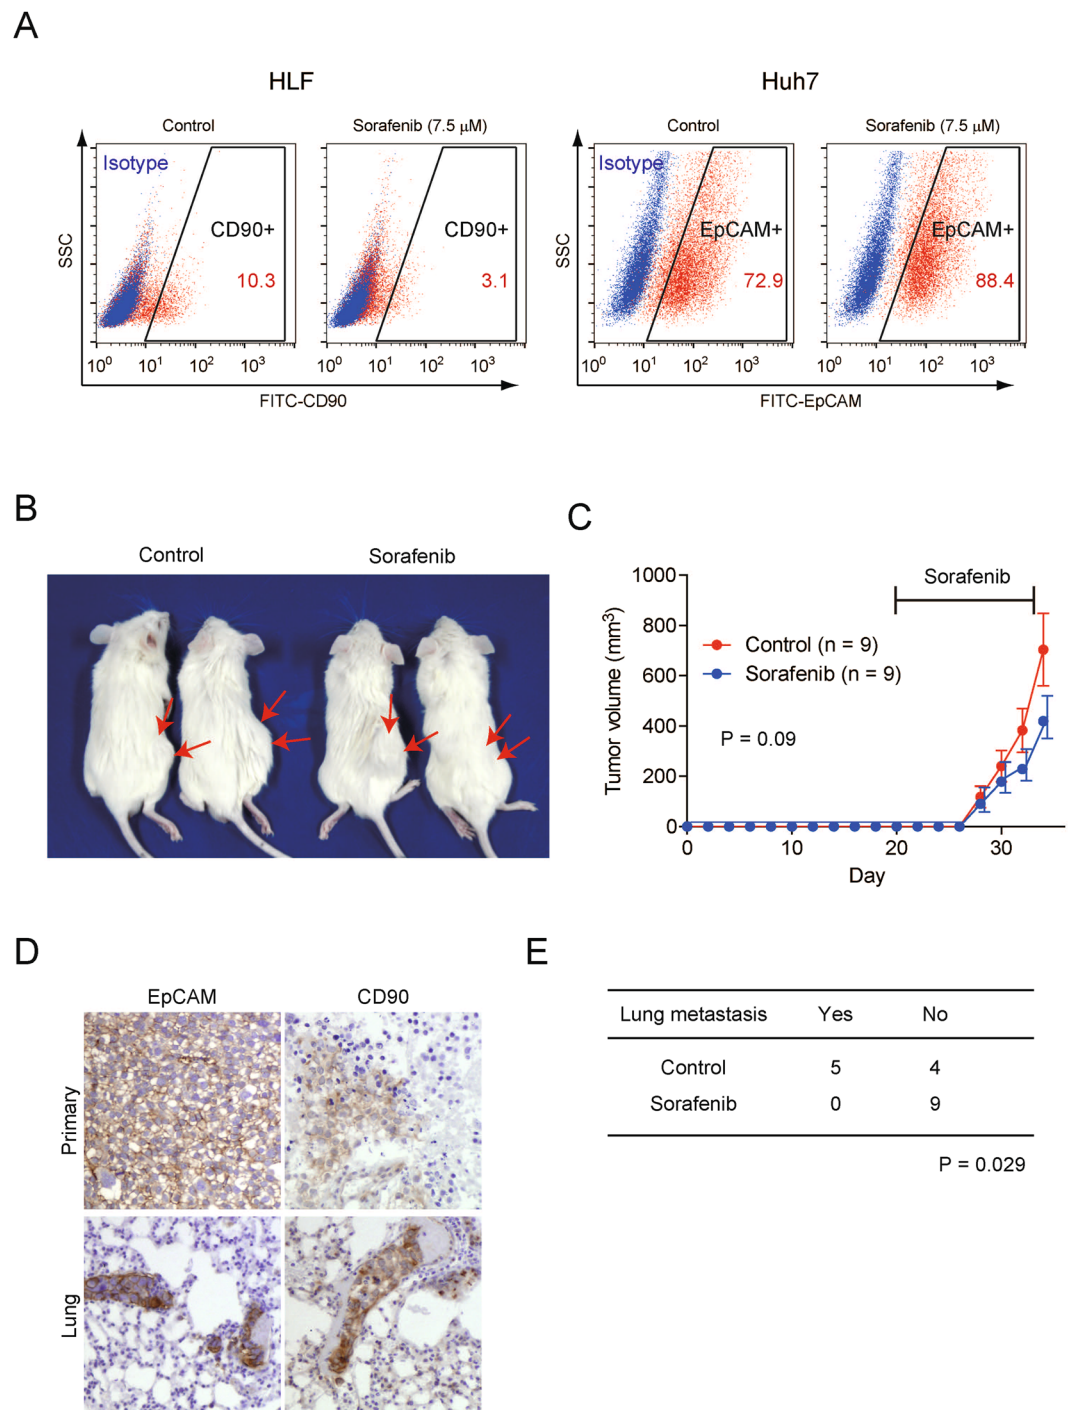 A
HLF
Huh7
Control
Sorafenib (7.5 μM)
Control
Sorafenib (7.5 μM)
Isotype
CD90+
10.3
CD90+
3.1
Isotype
EpCAM+
72.9
EpCAM+
88.4
SSC
SSC
10⁰ 10¹ 10² 10³
10⁰ 10¹ 10² 10³
10⁰ 10¹ 10² 10³
10⁰ 10¹ 10² 10³
FITC-CD90
FITC-EpCAM
B
Control
Sorafenib
C
Sorafenib
Control (n = 9)
Sorafenib (n = 9)
P = 0.09
Tumor volume (mm³)
1000
800
600
400
200
0
0 10 20 30
Day
D
EpCAM CD90
Primary
Lung
E
Lung metastasis Yes No
Control 5 4
Sorafenib 0 9
P = 0.029